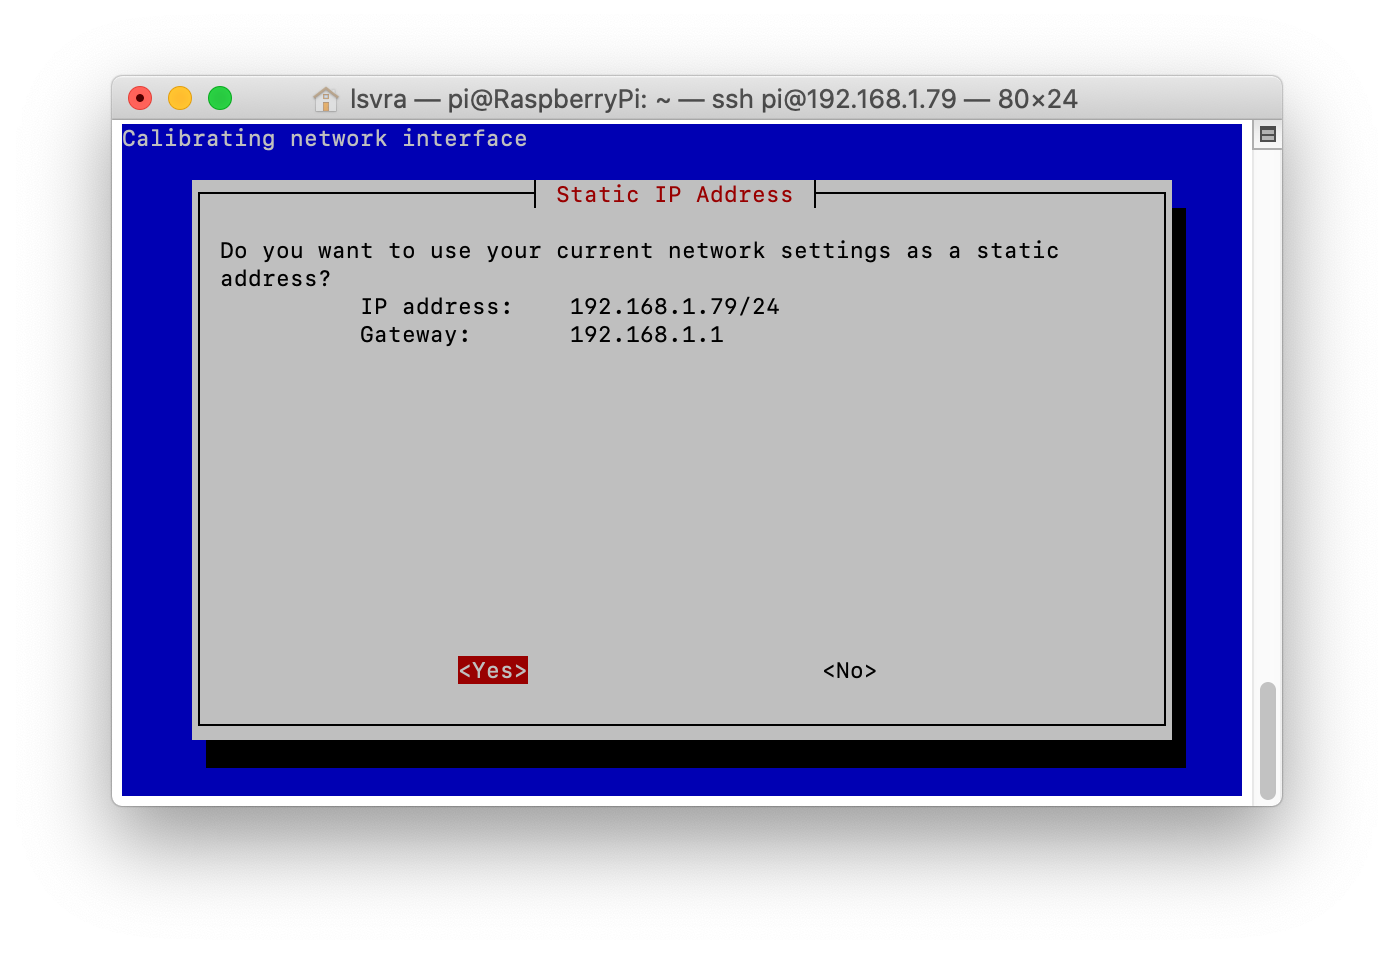 lsvra — pi@RaspberryPi: ~ — ssh pi@192.168.1.79 — 80×24
Calibrating network interface
Static IP Address
Do you want to use your current network settings as a static
address?
IP address: 192.168.1.79/24
Gateway: 192.168.1.1
<Yes> <No>